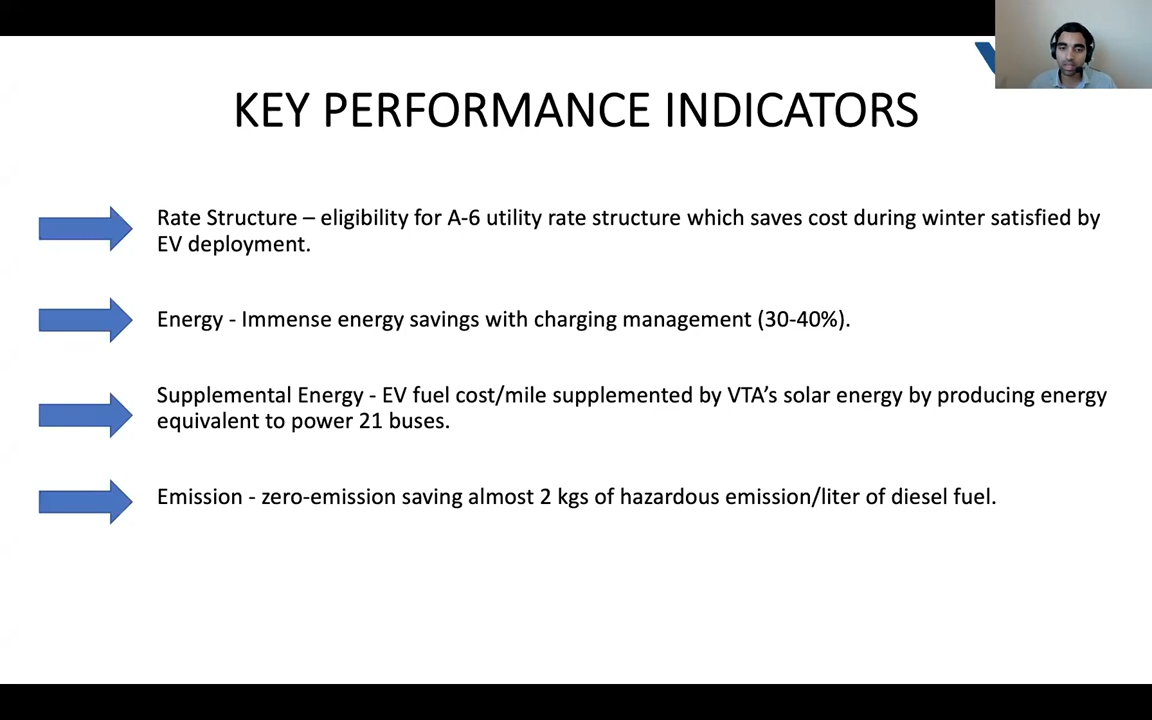 KEY PERFORMANCE INDICATORS
Rate Structure – eligibility for A-6 utility rate structure which saves cost during winter satisfied by
EV deployment.
Energy - Immense energy savings with charging management (30-40%).
Supplemental Energy - EV fuel cost/mile supplemented by VTA’s solar energy by producing energy
equivalent to power 21 buses.
Emission - zero-emission saving almost 2 kgs of hazardous emission/liter of diesel fuel.